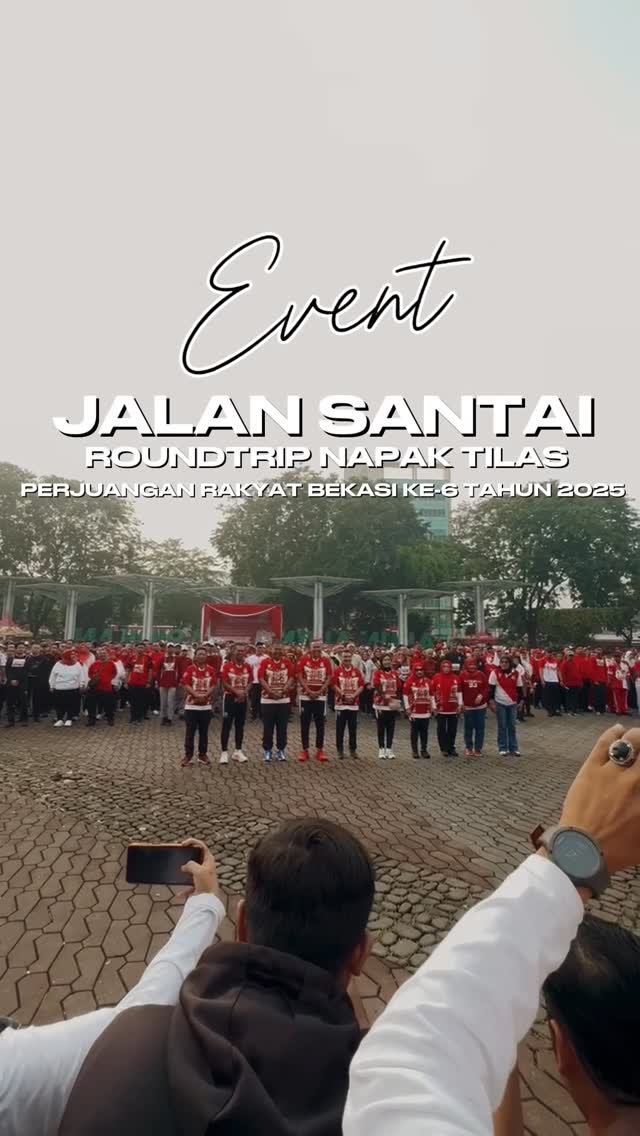 Event
JALAN SANTAI
ROUNDTRIP NAPAK TILAS
PERJUANGAN RAKYAT BEKASI KE-6 TAHUN 2025